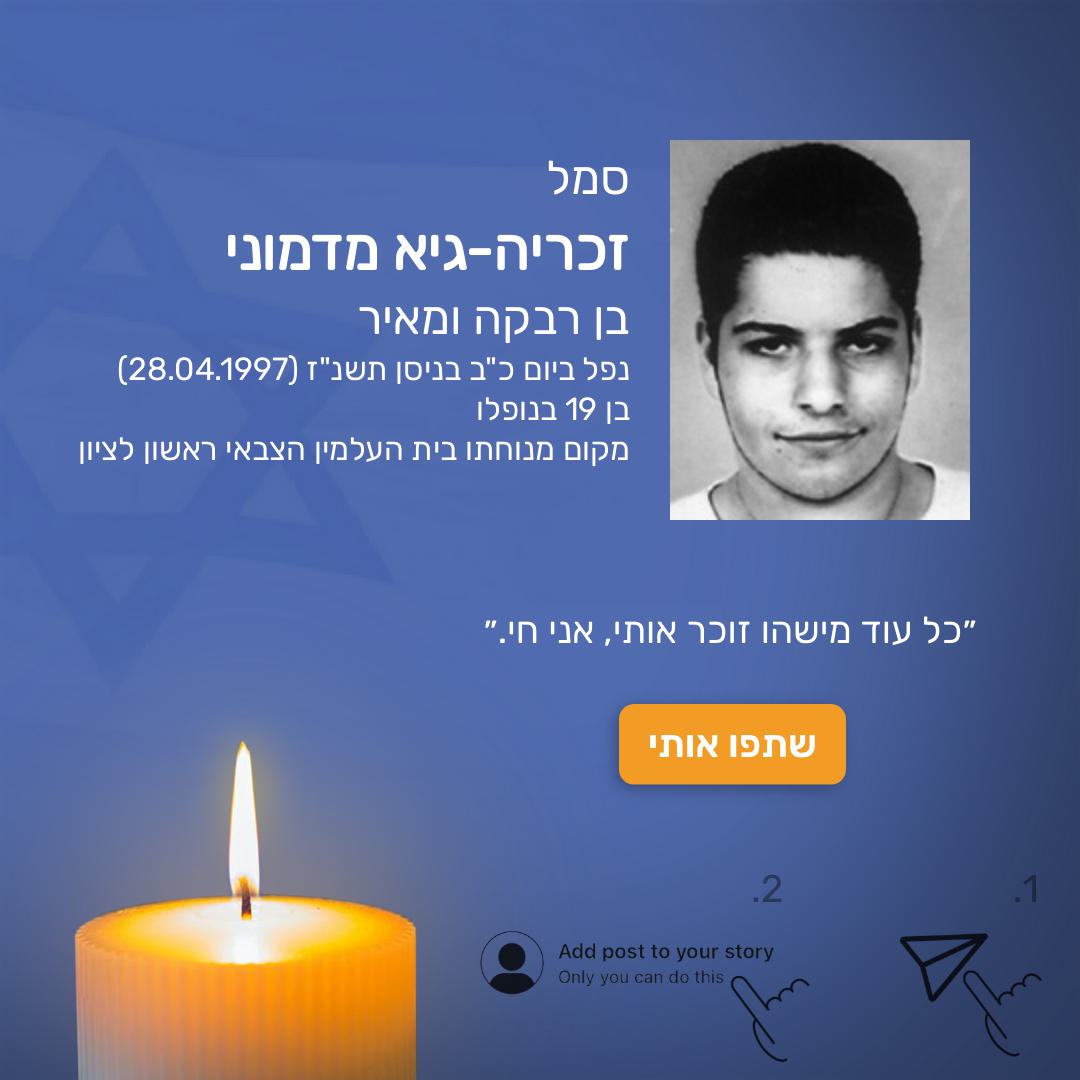 סמל
זכריה-גיא מדמוני
בן רבקה ומאיר
נפל ביום כ"ב בניסן תשנ"ז (28.04.1997)
בן 19 בנופלו
מקום מנוחתו בית העלמין הצבאי ראשון לציון
״כל עוד מישהו זוכר אותי, אני חי.״
שתפו אותי
1.
2.
Add post to your story
Only you can do this